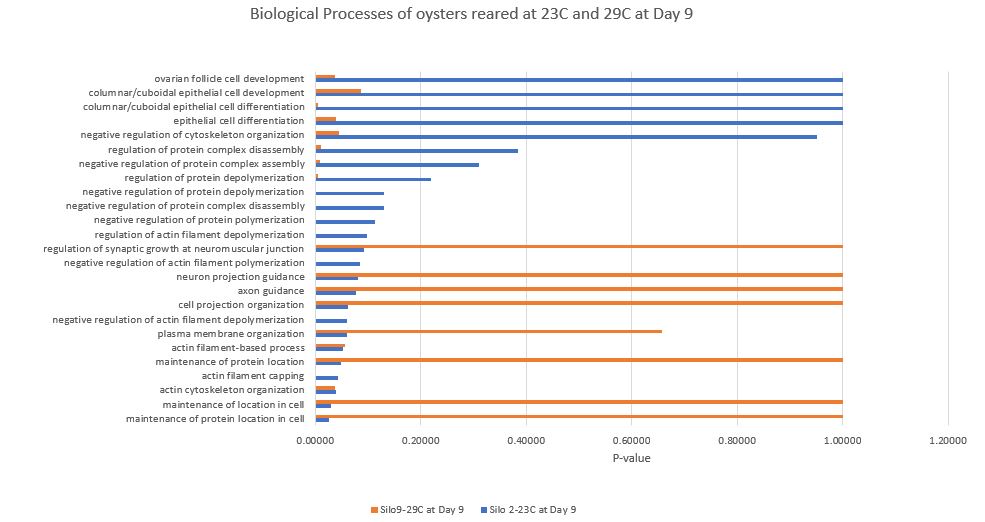 Biological Processes of oysters reared at 23C and 29C at Day 9
ovarian follicle cell development
columnar/cuboidal epithelial cell development
columnar/cuboidal epithelial cell differentiation
epithelial cell differentiation
negative regulation of cytoskeleton organization
regulation of protein complex disassembly
negative regulation of protein complex assembly
regulation of protein depolymerization
negative regulation of protein depolymerization
negative regulation of protein complex disassembly
negative regulation of protein polymerization
regulation of actin filament depolymerization
regulation of synaptic growth at neuromuscular junction
negative regulation of actin filament polymerization
neuron projection guidance
axon guidance
cell projection organization
negative regulation of actin filament depolymerization
plasma membrane organization
actin filament-based process
maintenance of protein location
actin filament capping
actin cytoskeleton organization
maintenance of location in cell
maintenance of protein location in cell
0.00000 0.20000 0.40000 0.60000 0.80000 1.00000 1.20000
P-value
Silo9-29C at Day 9 Silo 2-23C at Day 9